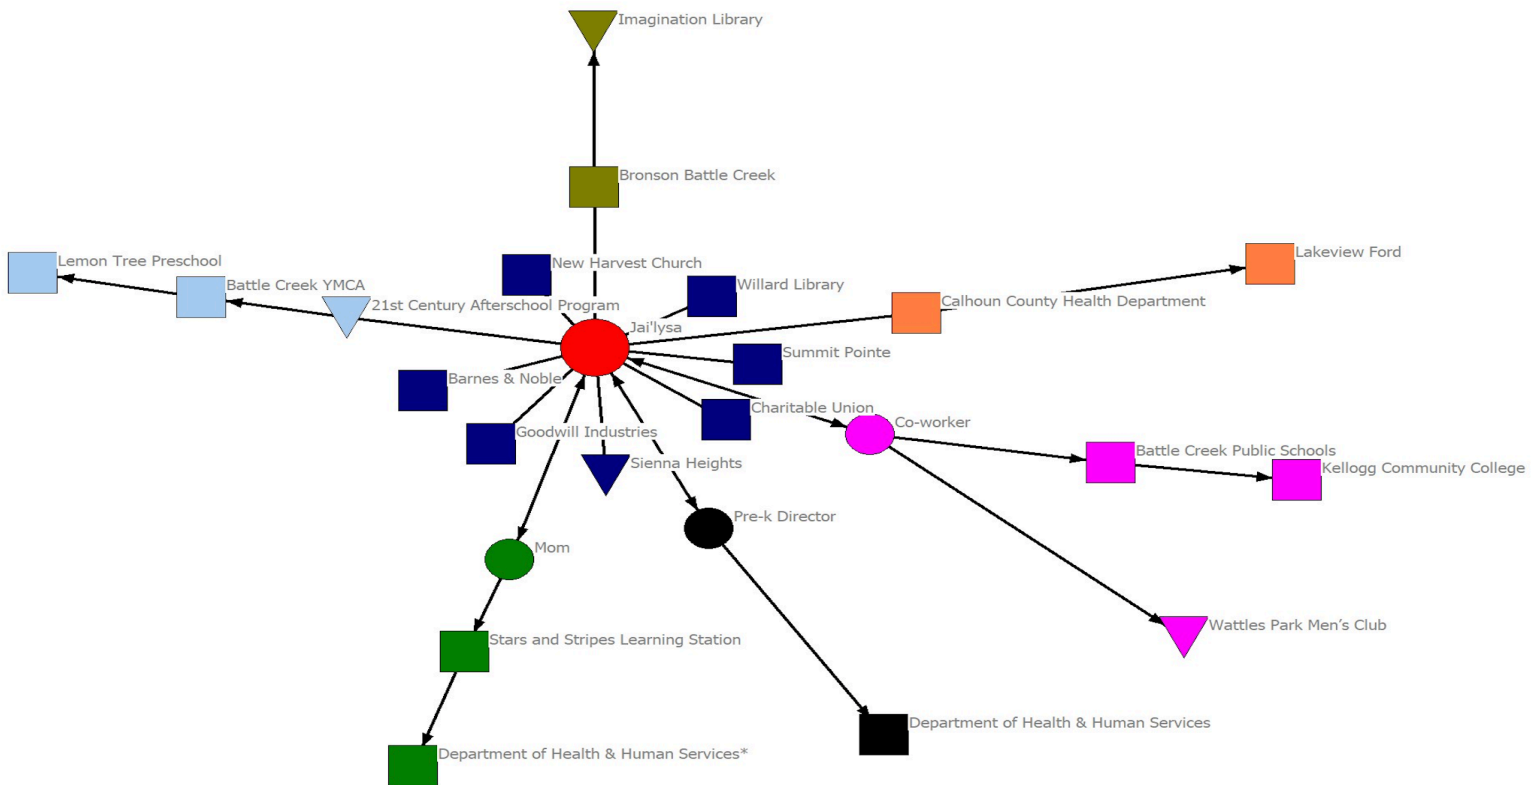 Imagination Library
Bronson Battle Creek
Lakeview Ford
Lemon Tree Preschool
New Harvest Church
Battle Creek YMCA
Willard Library
Calhoun County Health Department
21st Century Afterschool Program
Jai'lysa
Summit Pointe
Barnes & Noble
Charitable Union
Co-worker
Goodwill Industries
Battle Creek Public Schools
Sienna Heights
Kellogg Community College
Pre-k Director
Mom
Wattles Park Men’s Club
Stars and Stripes Learning Station
Department of Health & Human Services
Department of Health & Human Services*